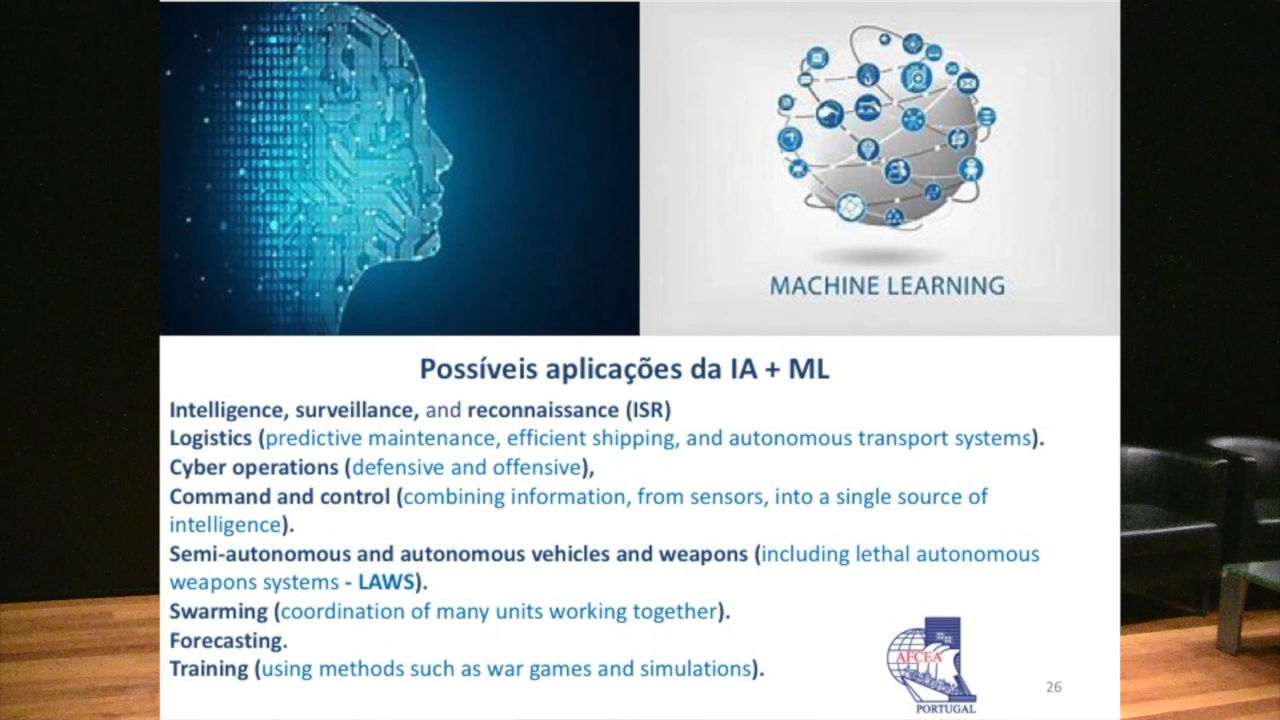 MACHINE LEARNING
Possíveis aplicações da IA + ML
Intelligence, surveillance, and reconnaissance (ISR)
Logistics (predictive maintenance, efficient shipping, and autonomous transport systems).
Cyber operations (defensive and offensive),
Command and control (combining information, from sensors, into a single source of
intelligence).
Semi-autonomous and autonomous vehicles and weapons (including lethal autonomous
weapons systems - LAWS).
Swarming (coordination of many units working together).
Forecasting.
Training (using methods such as war games and simulations).
AFCEA
PORTUGAL
26